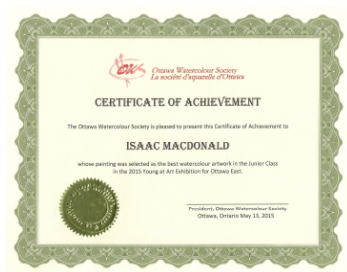 OWS
Ottawa Watercolour Society
La société d'aquarelle d'Ottawa
CERTIFICATE OF ACHIEVEMENT
The Ottawa Watercolour Society is pleased to present this Certificate of Achievement to
ISAAC MACDONALD
whose painting was selected as the best watercolour artwork in the Junior Class
in the 2015 Young at Art Exhibition for Ottawa East.
President, Ottawa Watercolour Society
Ottawa, Ontario May 13, 2015